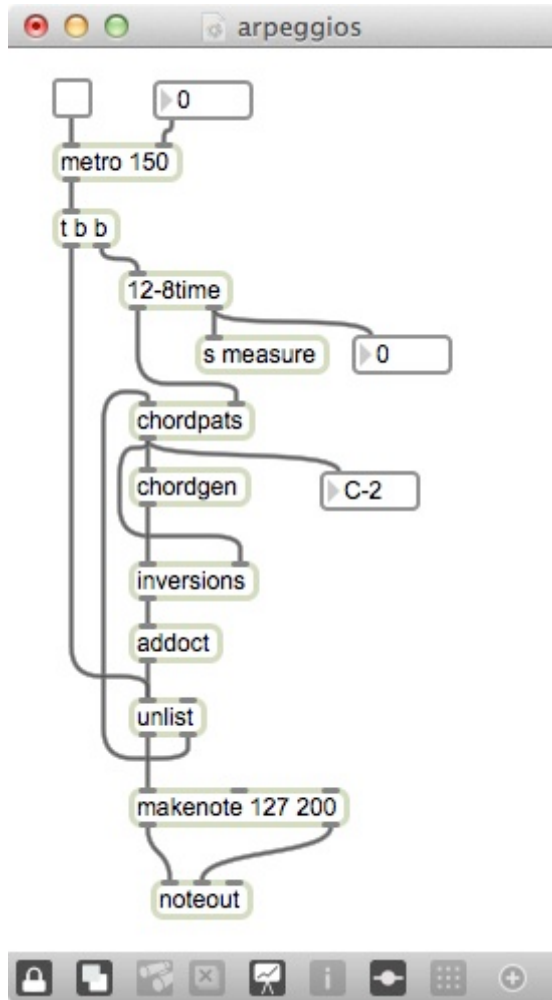 arpeggios
0
metro 150
t b b
12-8time
s measure
0
chordpats
chordgen
C-2
inversions
addoct
unlist
makenote 127 200
noteout